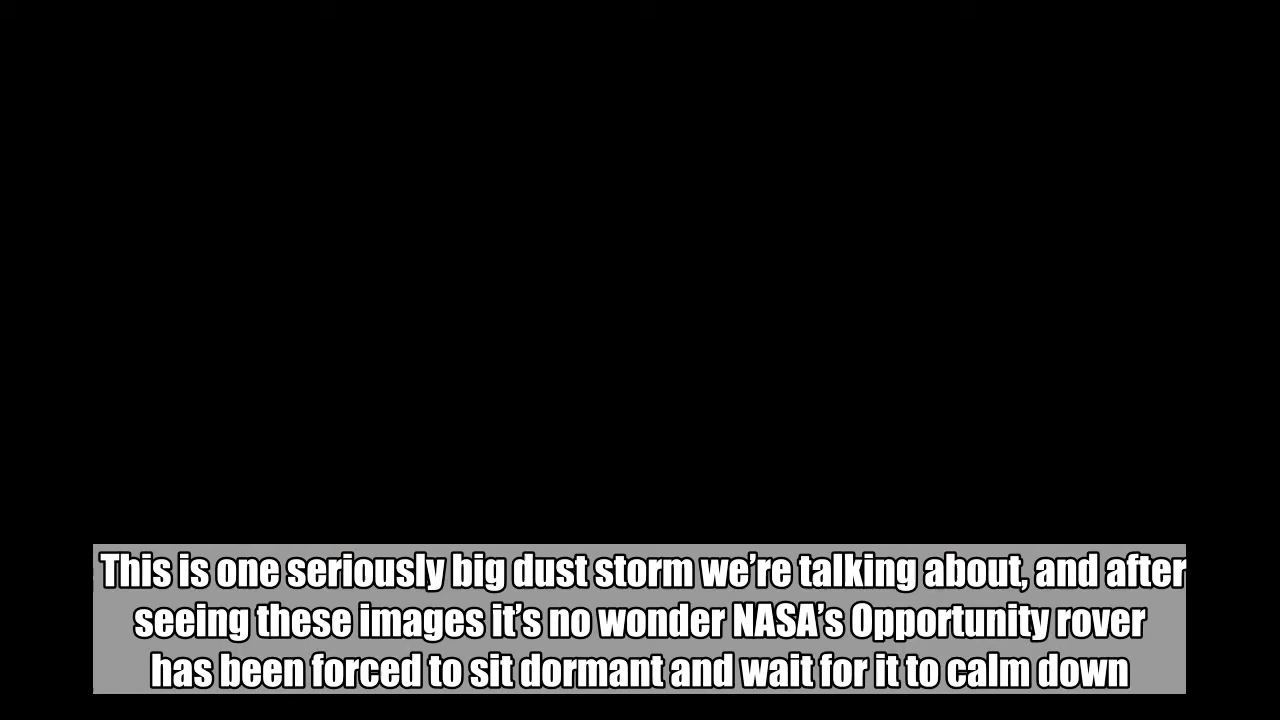 This is one seriously big dust storm we’re talking about, and after
seeing these images it’s no wonder NASA’s Opportunity rover
has been forced to sit dormant and wait for it to calm down